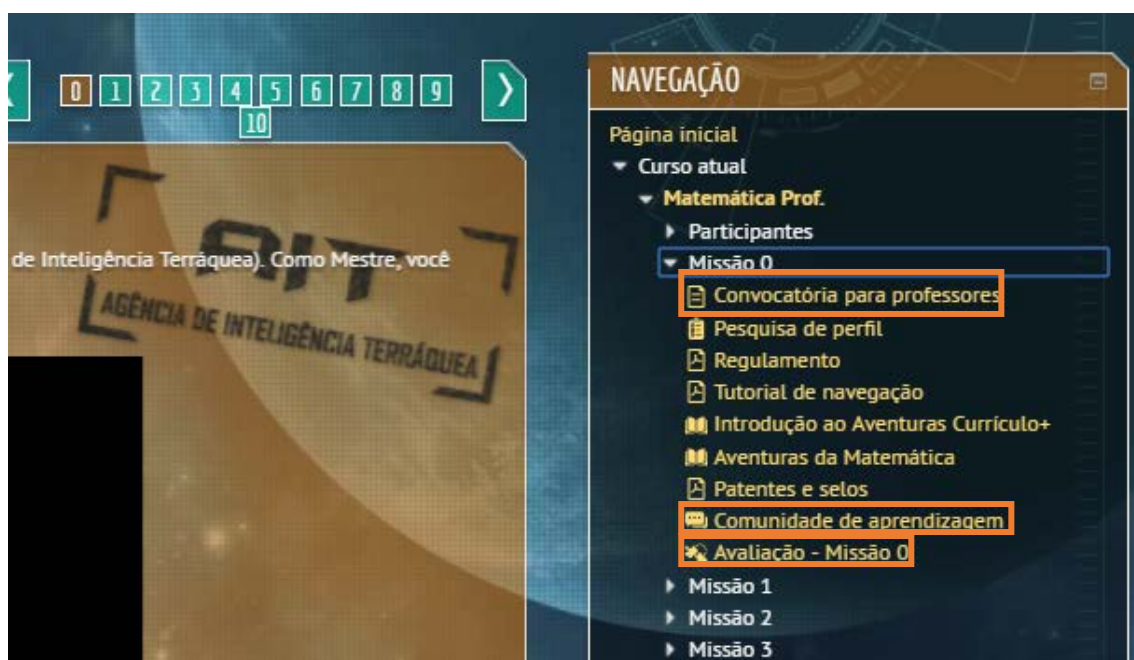 0 1 2 3 4 5 6 7 8 9
10
AIT
AGÊNCIA DE INTELIGÊNCIA TERRÁQUEA
de Inteligência Terráquea). Como Mestre, você
NAVEGAÇÃO
Página inicial
Curso atual
Matemática Prof.
Participantes
Missão 0
Convocatória para professores
Pesquisa de perfil
Regulamento
Tutorial de navegação
Introdução ao Aventuras Currículo+
Aventuras da Matemática
Patentes e selos
Comunidade de aprendizagem
Avaliação - Missão 0
Missão 1
Missão 2
Missão 3